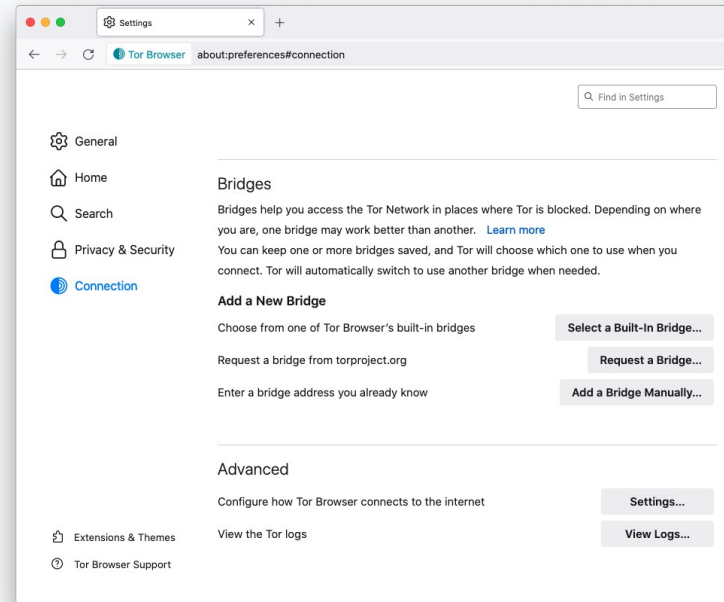 Settings
Tor Browser about:preferences#connection
Find in Settings
General
Home
Search
Privacy & Security
Connection
Bridges
Bridges help you access the Tor Network in places where Tor is blocked. Depending on where
you are, one bridge may work better than another. Learn more
You can keep one or more bridges saved, and Tor will choose which one to use when you
connect. Tor will automatically switch to use another bridge when needed.
Add a New Bridge
Choose from one of Tor Browser's built-in bridges Select a Built-In Bridge...
Request a bridge from torproject.org Request a Bridge...
Enter a bridge address you already know Add a Bridge Manually...
Advanced
Configure how Tor Browser connects to the internet Settings...
View the Tor logs View Logs...
Extensions & Themes
Tor Browser Support